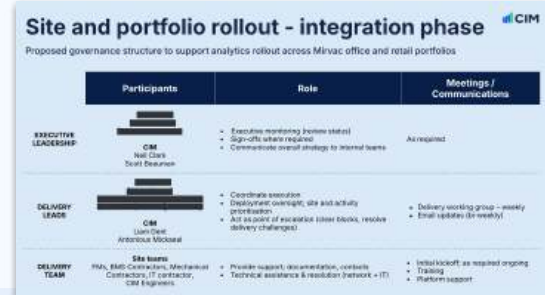 Site and portfolio rollout - integration phase
CIM
Proposed governance structure to support analytics rollout across Mirvac office and retail portfolios
Participants
Role
Meetings /
Communications
EXECUTIVE
LEADERSHIP
CIM
Neil Clark
Scott Beaumen
• Executive monitoring (review status)
• Sign-offs where required
• Communicate overall strategy to internal teams
As required
DELIVERY
LEADS
CIM
Liam Dent
Antonious Mickaeal
• Coordinate execution
• Deployment oversight; site and activity
prioritisation
• Act as point of escalation (clear blocks, resolve
delivery challenges)
• Delivery working group – weekly
• Email updates (bi-weekly)
DELIVERY
TEAM
Site teams
FMs, BMS Contractors, Mechanical
Contractors, IT contractor,
CIM Engineers
• Provide support, documentation, contacts
• Technical assistance & resolution (network + IT)
• Initial kickoff; as required ongoing
• Training
• Platform support